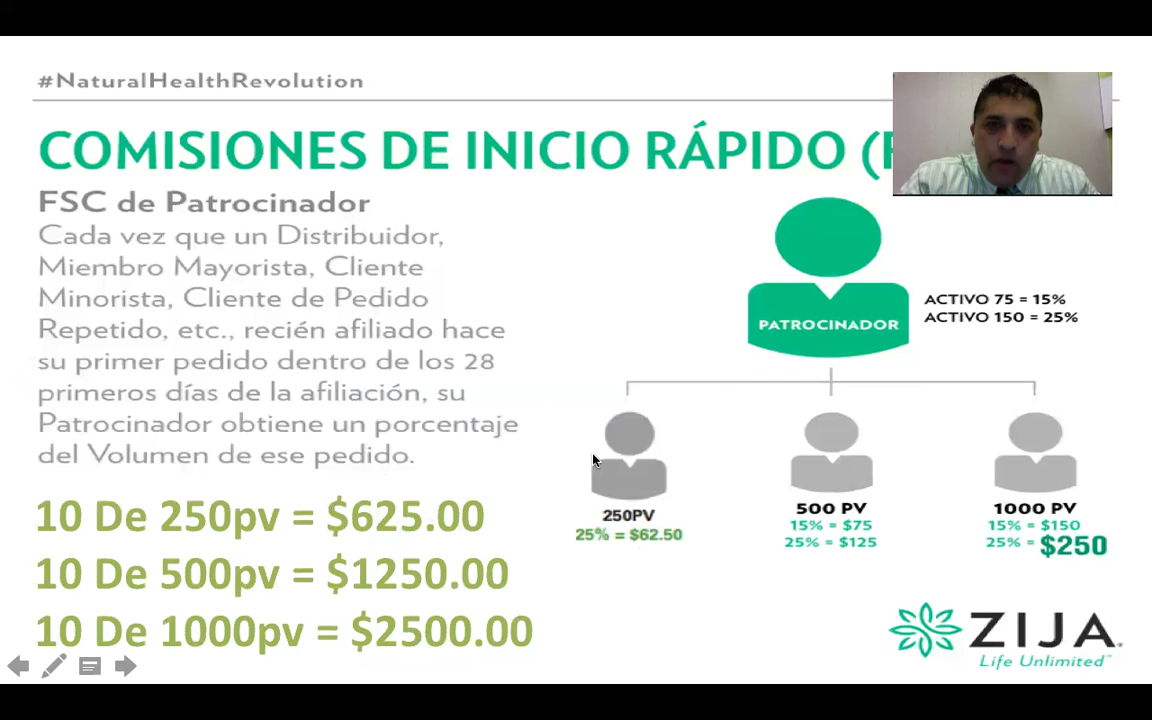 #NaturalHealthRevolution
COMISIONES DE INICIO RÁPIDO (
FSC de Patrocinador
Cada vez que un Distribuidor,
Miembro Mayorista, Cliente
Minorista, Cliente de Pedido
Repetido, etc., recién afiliado hace
su primer pedido dentro de los 28
primeros días de la afiliación, su
Patrocinador obtiene un porcentaje
del Volumen de ese pedido.
10 De 250pv = $625.00
10 De 500pv = $1250.00
10 De 1000pv = $2500.00
PATROCINADOR
ACTIVO 75 = 15%
ACTIVO 150 = 25%
250PV
25% = $62.50
500 PV
15% = $75
25% = $125
1000 PV
15% = $150
25% = $250
ZIJA
Life Unlimited™